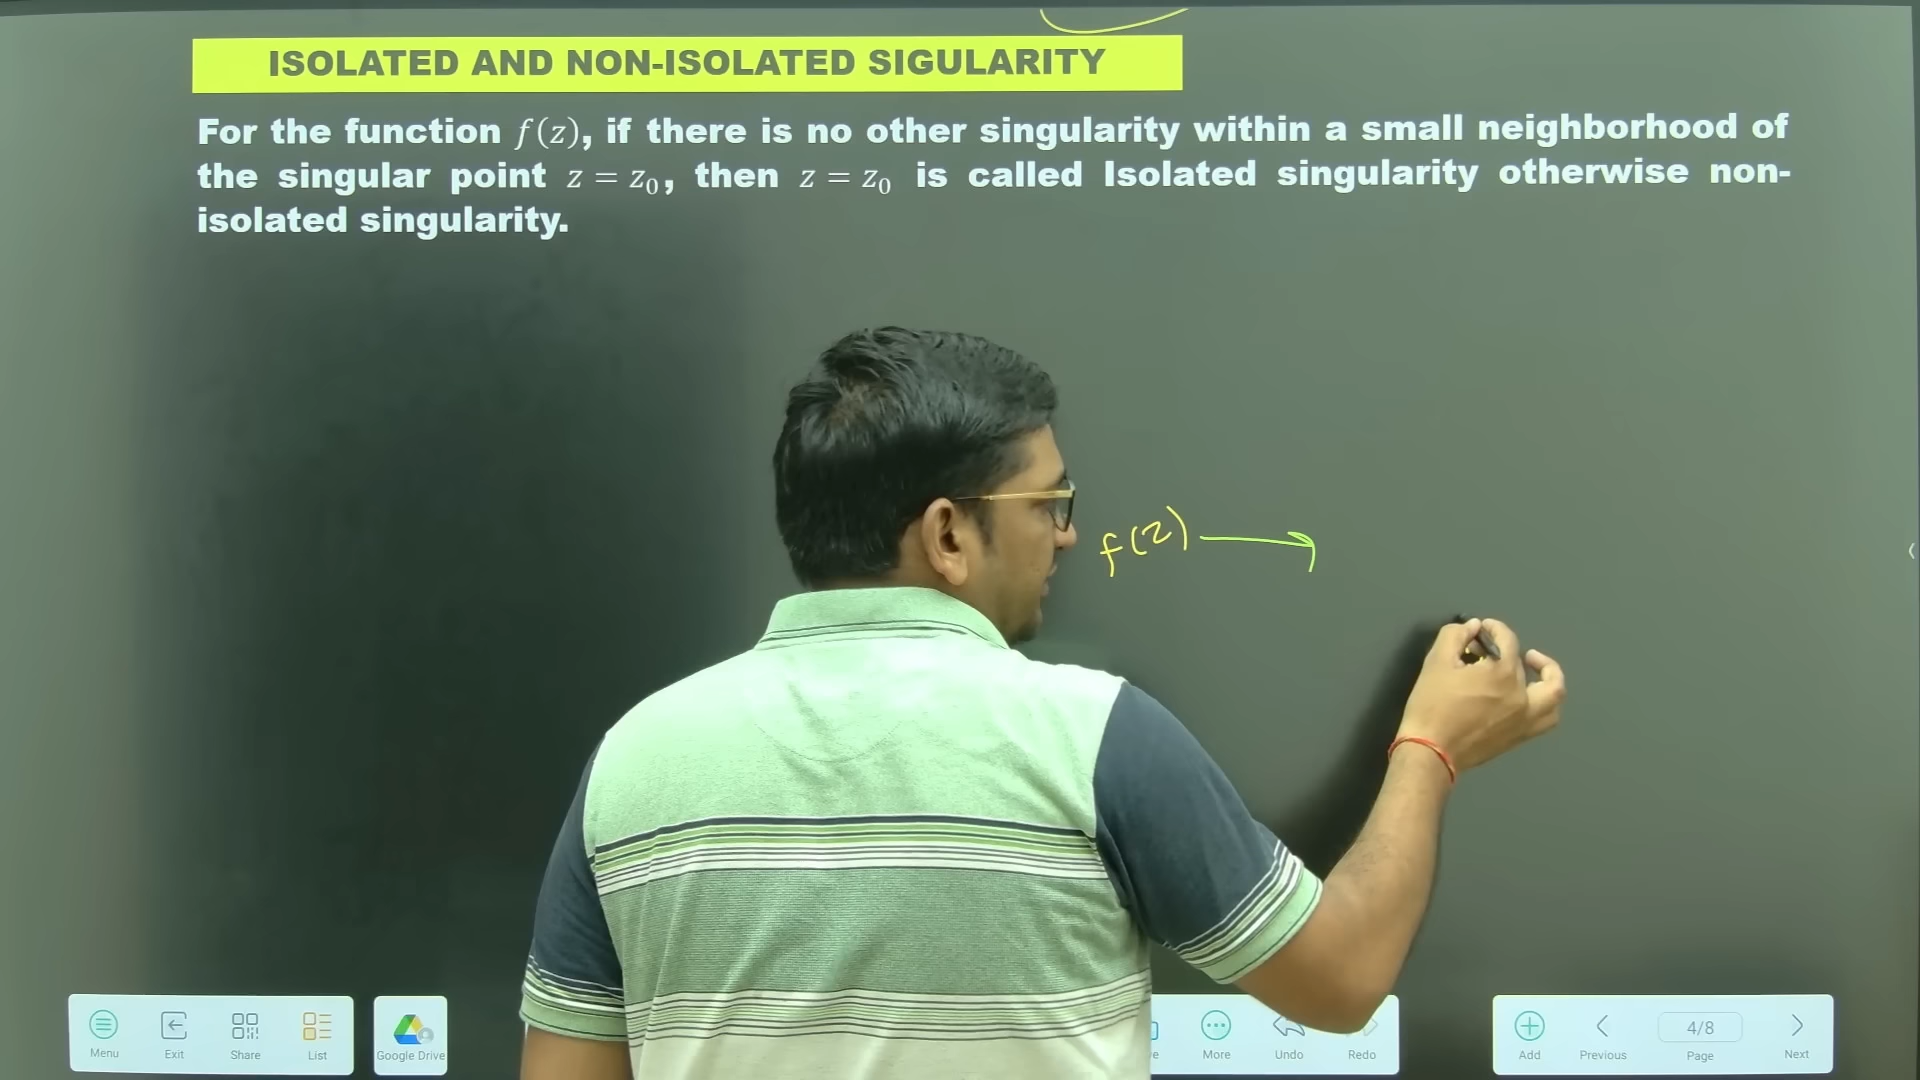 ISOLATED AND NON-ISOLATED SIGULARITY
For the function f(z), if there is no other singularity within a small neighborhood of
the singular point z = z₀, then z = z₀ is called Isolated singularity otherwise non-
isolated singularity.
f(z) ⟶
Menu Exit Share List Google Drive More Undo Redo Add Previous 4/8 Page Next